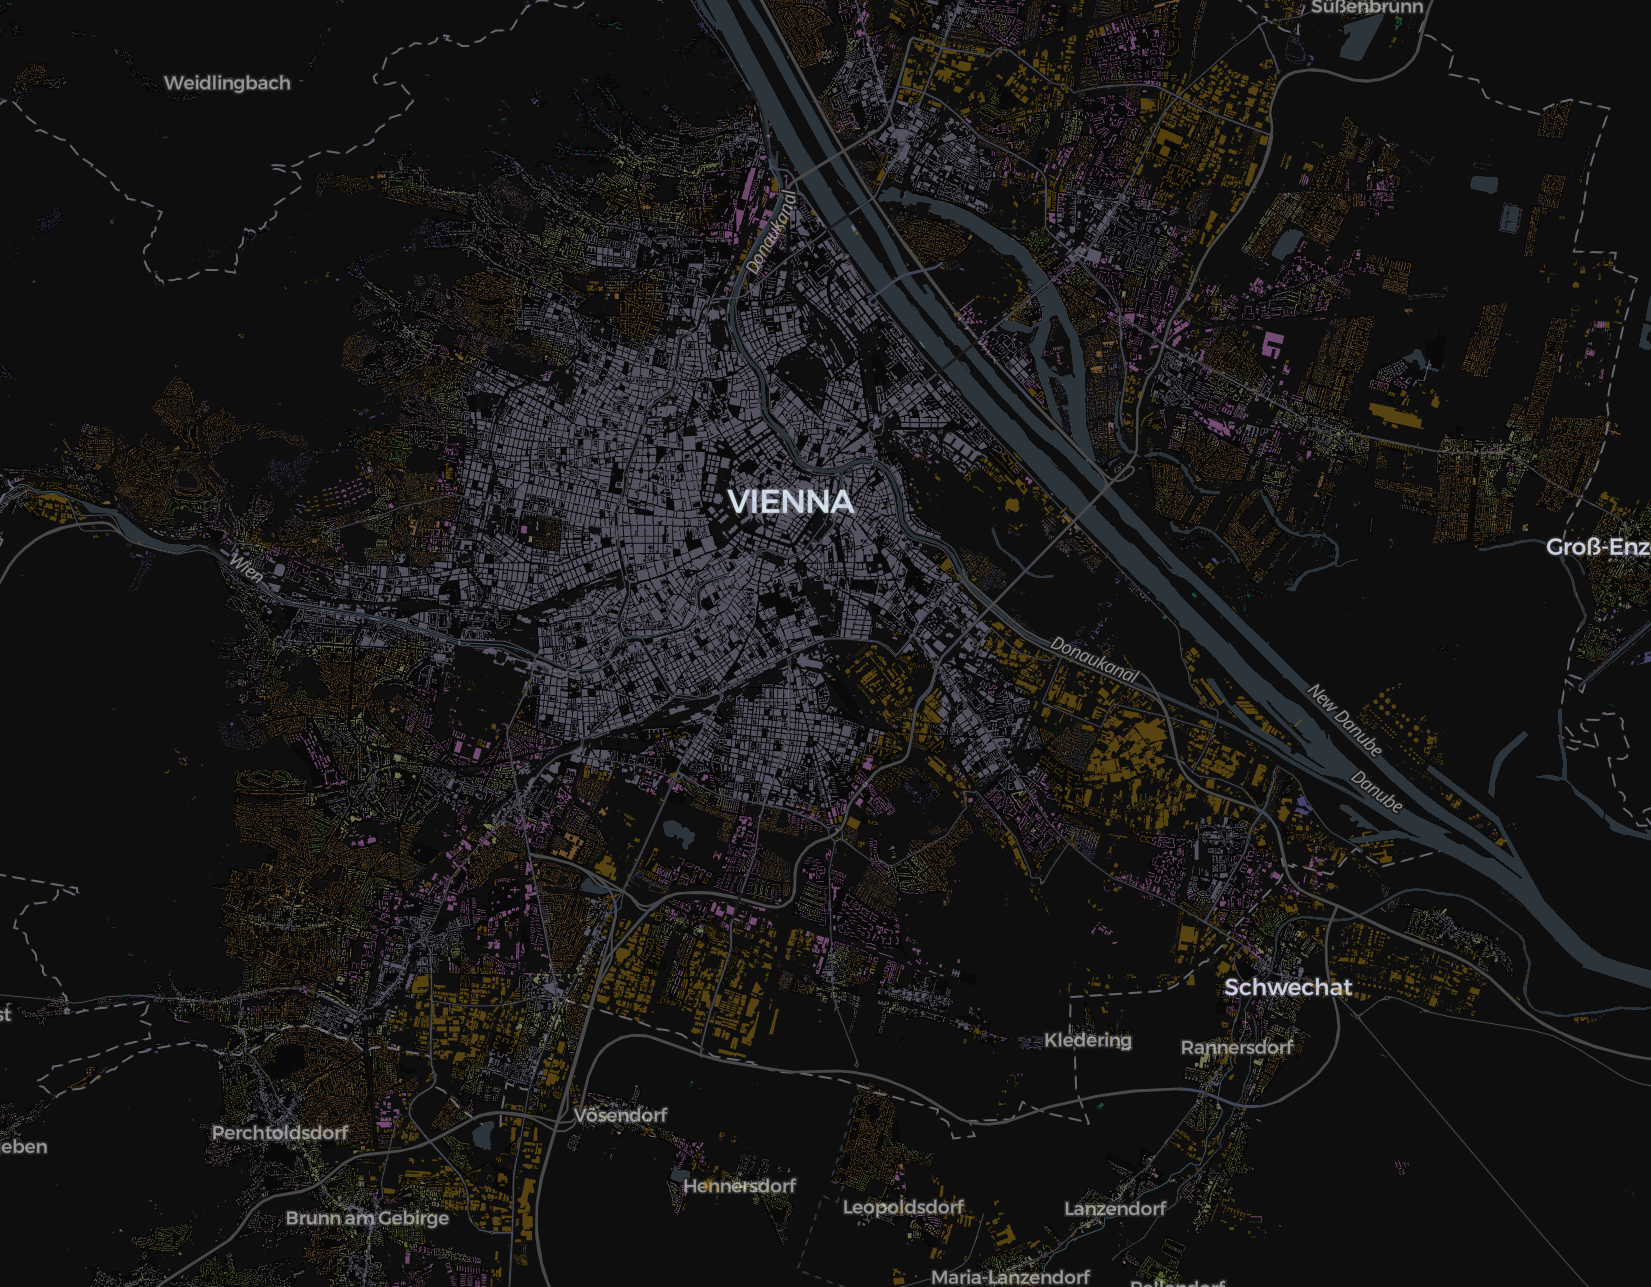 Süßenbrunn
Weidlingbach
Donaukanal
VIENNA
Wien
Groß-Enz
Donaukanal
New Danube
Danube
Schwechat
st
Kledering
Rannersdorf
Vösendorf
Perchtoldsdorf
eben
Hennersdorf
Leopoldsdorf
Lanzendorf
Brunn am Gebirge
Maria-Lanzendorf